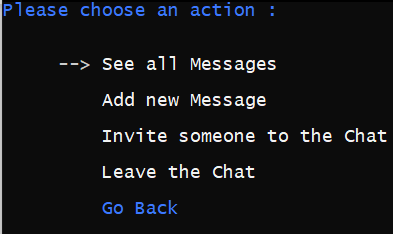 Please choose an action :
--> See all Messages
Add new Message
Invite someone to the Chat
Leave the Chat
Go Back